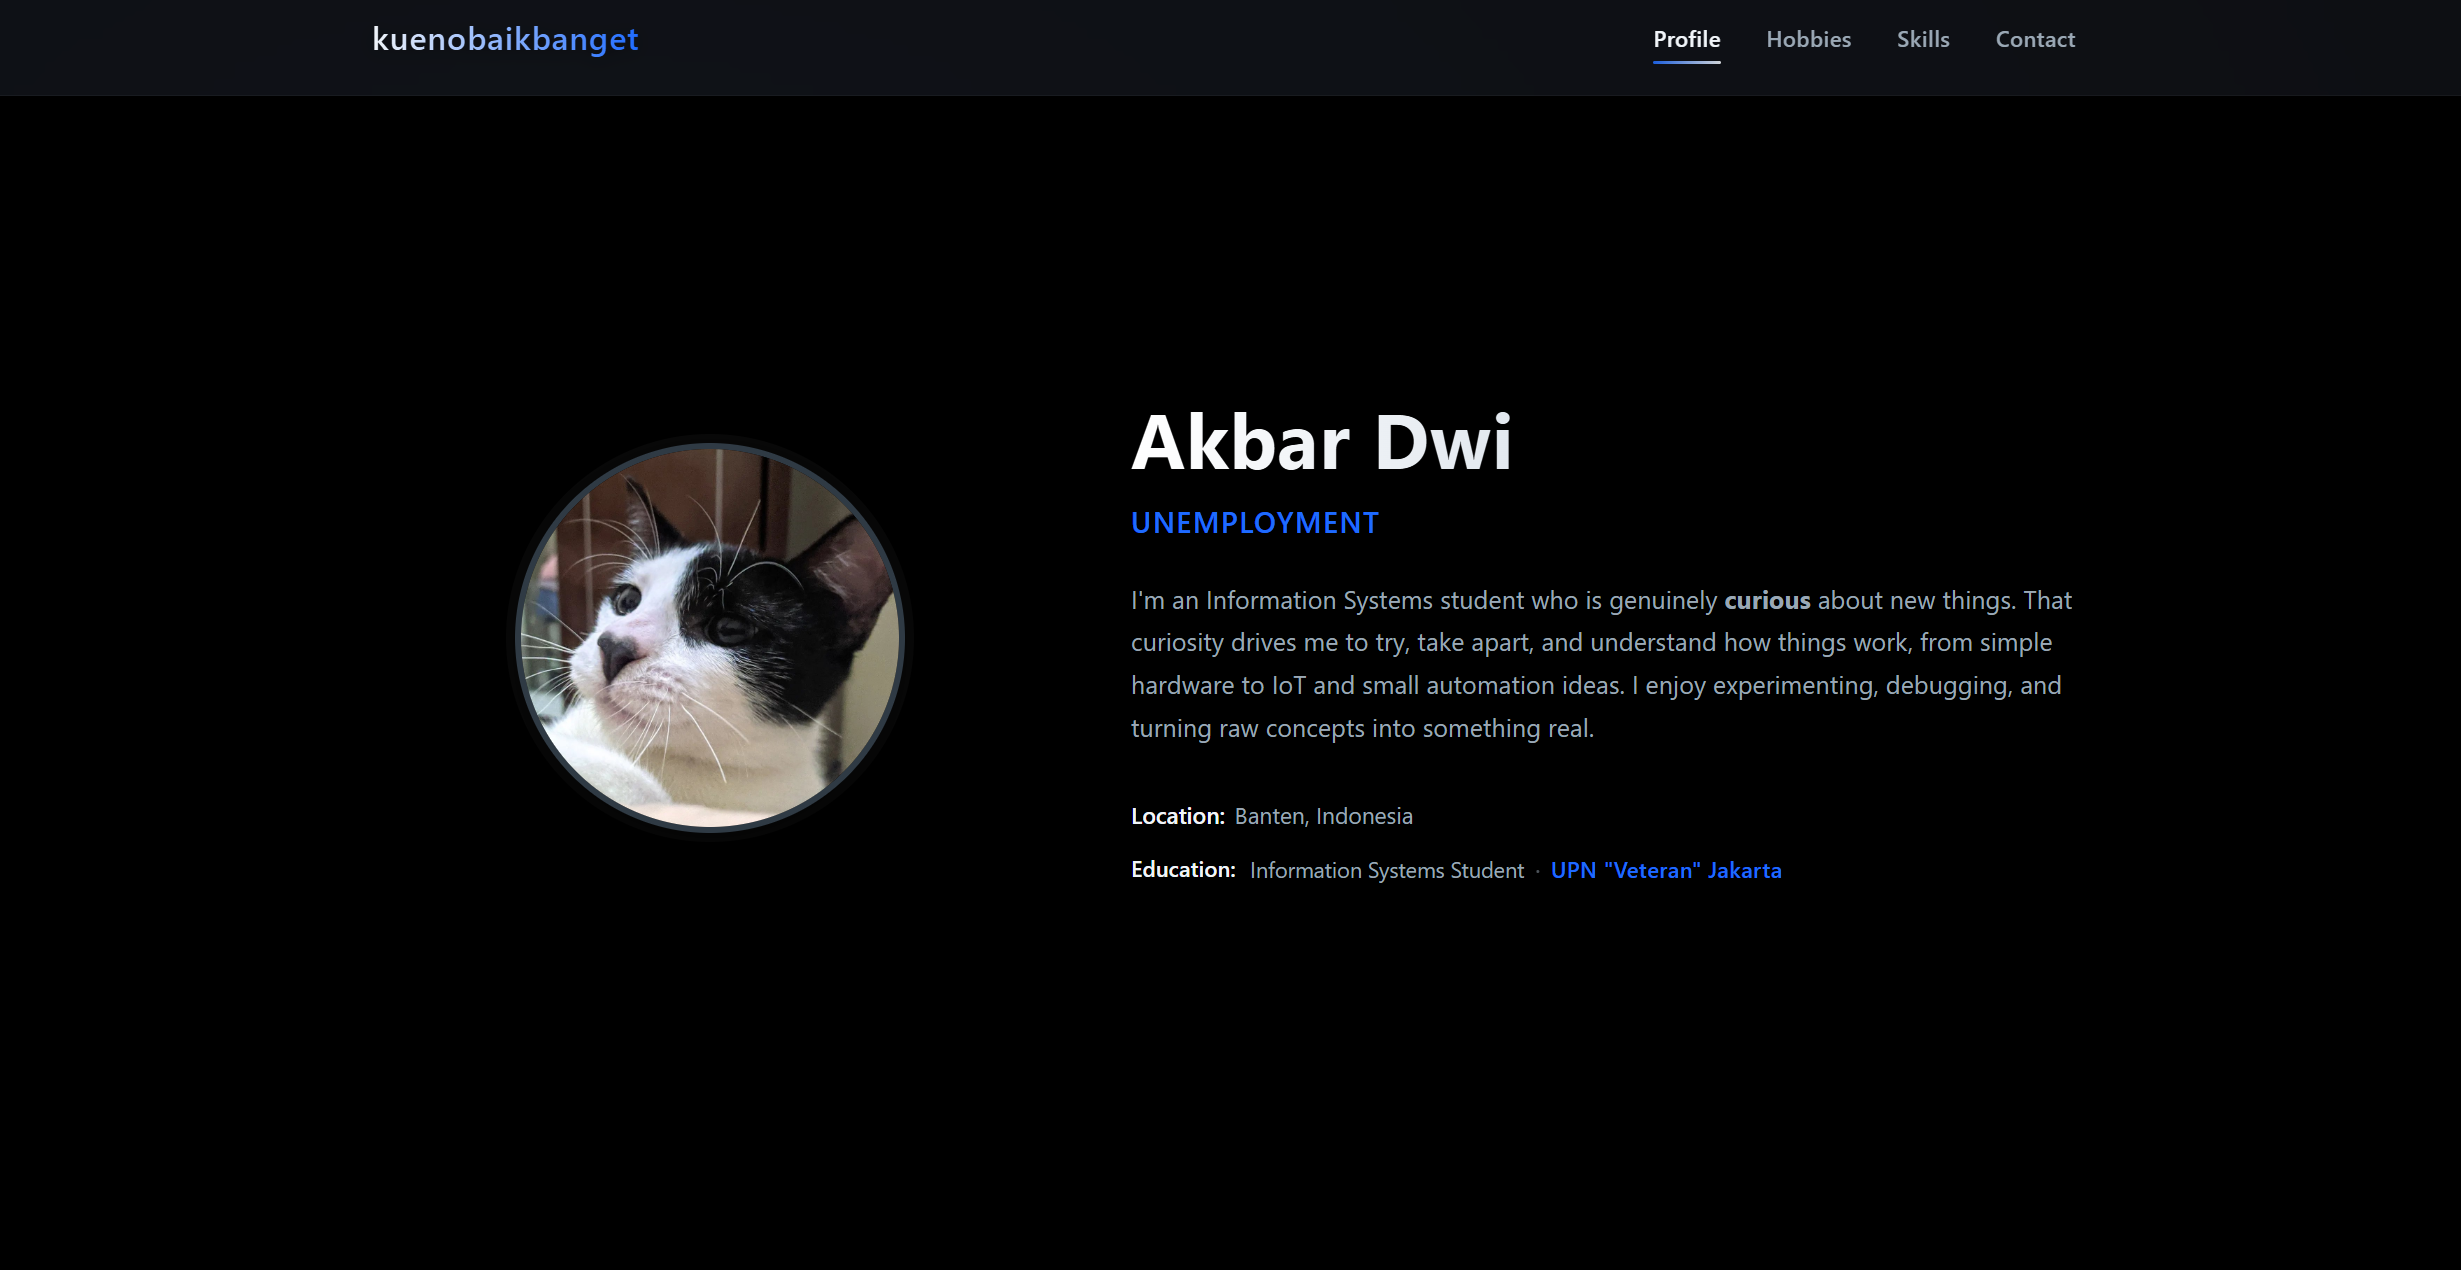 kuenobaikbanget
Profile Hobbies Skills Contact
Akbar Dwi
UNEMPLOYMENT
I'm an Information Systems student who is genuinely curious about new things. That
curiosity drives me to try, take apart, and understand how things work, from simple
hardware to IoT and small automation ideas. I enjoy experimenting, debugging, and
turning raw concepts into something real.
Location: Banten, Indonesia
Education: Information Systems Student · UPN "Veteran" Jakarta